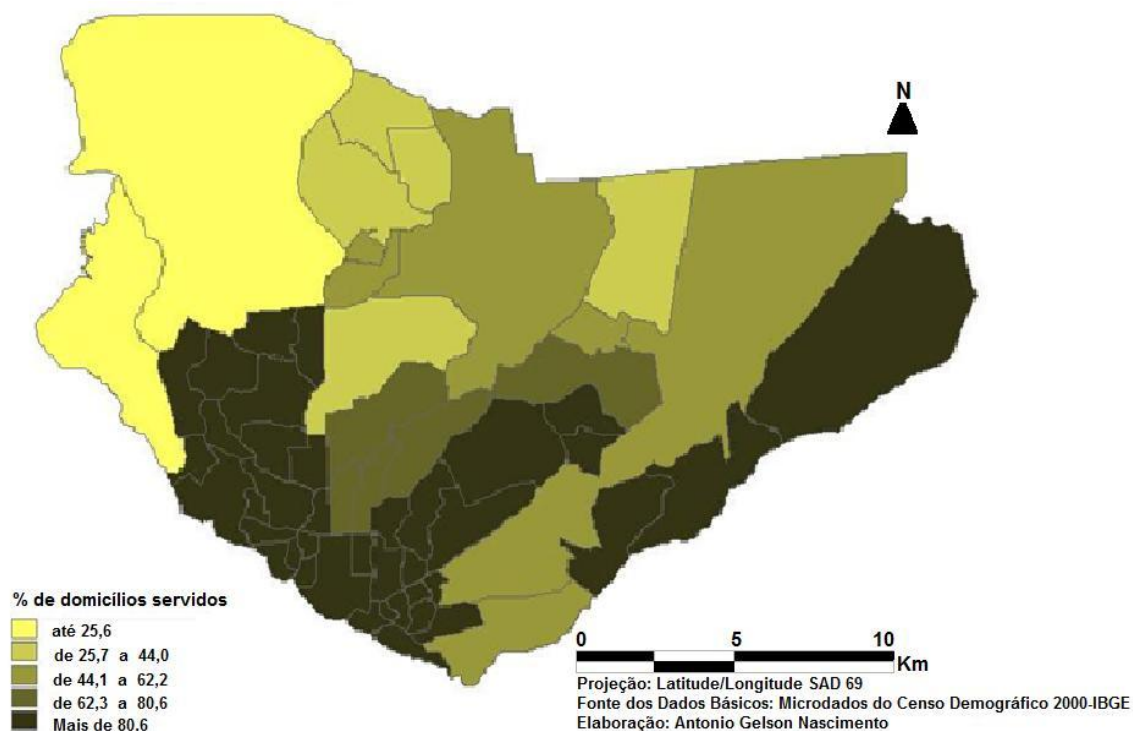 N
% de domicílios servidos
até 25,6
de 25,7 a 44,0
de 44,1 a 62,2
de 62,3 a 80,6
Mais de 80,6
0 5 10
Km
Projeção: Latitude/Longitude SAD 69
Fonte dos Dados Básicos: Microdados do Censo Demográfico 2000-IBGE
Elaboração: Antonio Gelson Nascimento